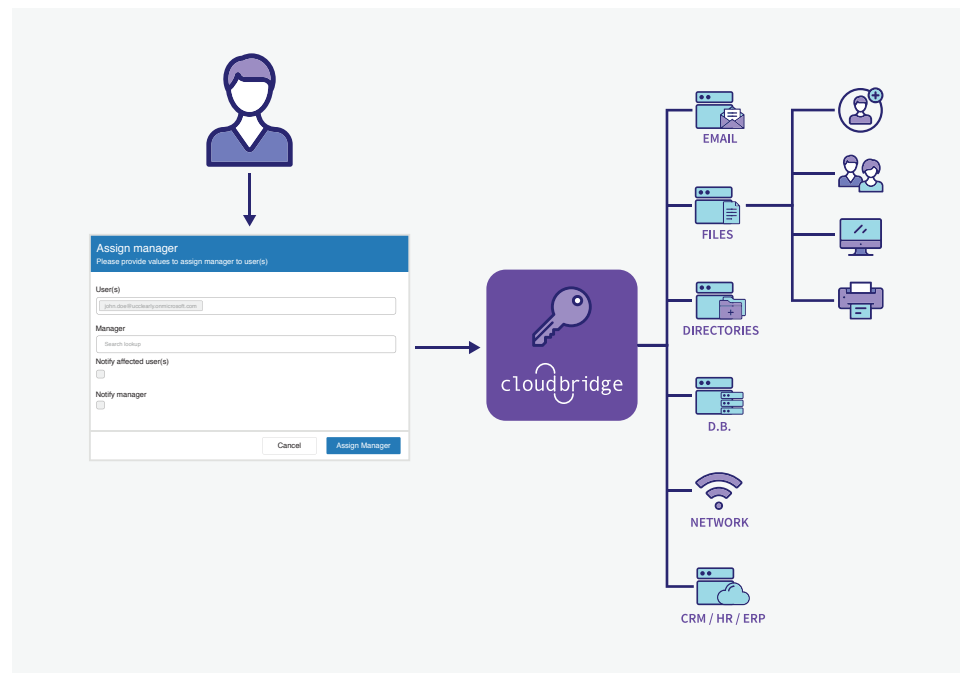 Assign manager
Please provide values to assign manager to user(s)
User(s)
Manager
Search lookup
Notify affected user(s)
Notify manager
Cancel
Assign Manager
cloudbridge
EMAIL
FILES
DIRECTORIES
D.B.
NETWORK
CRM / HR / ERP